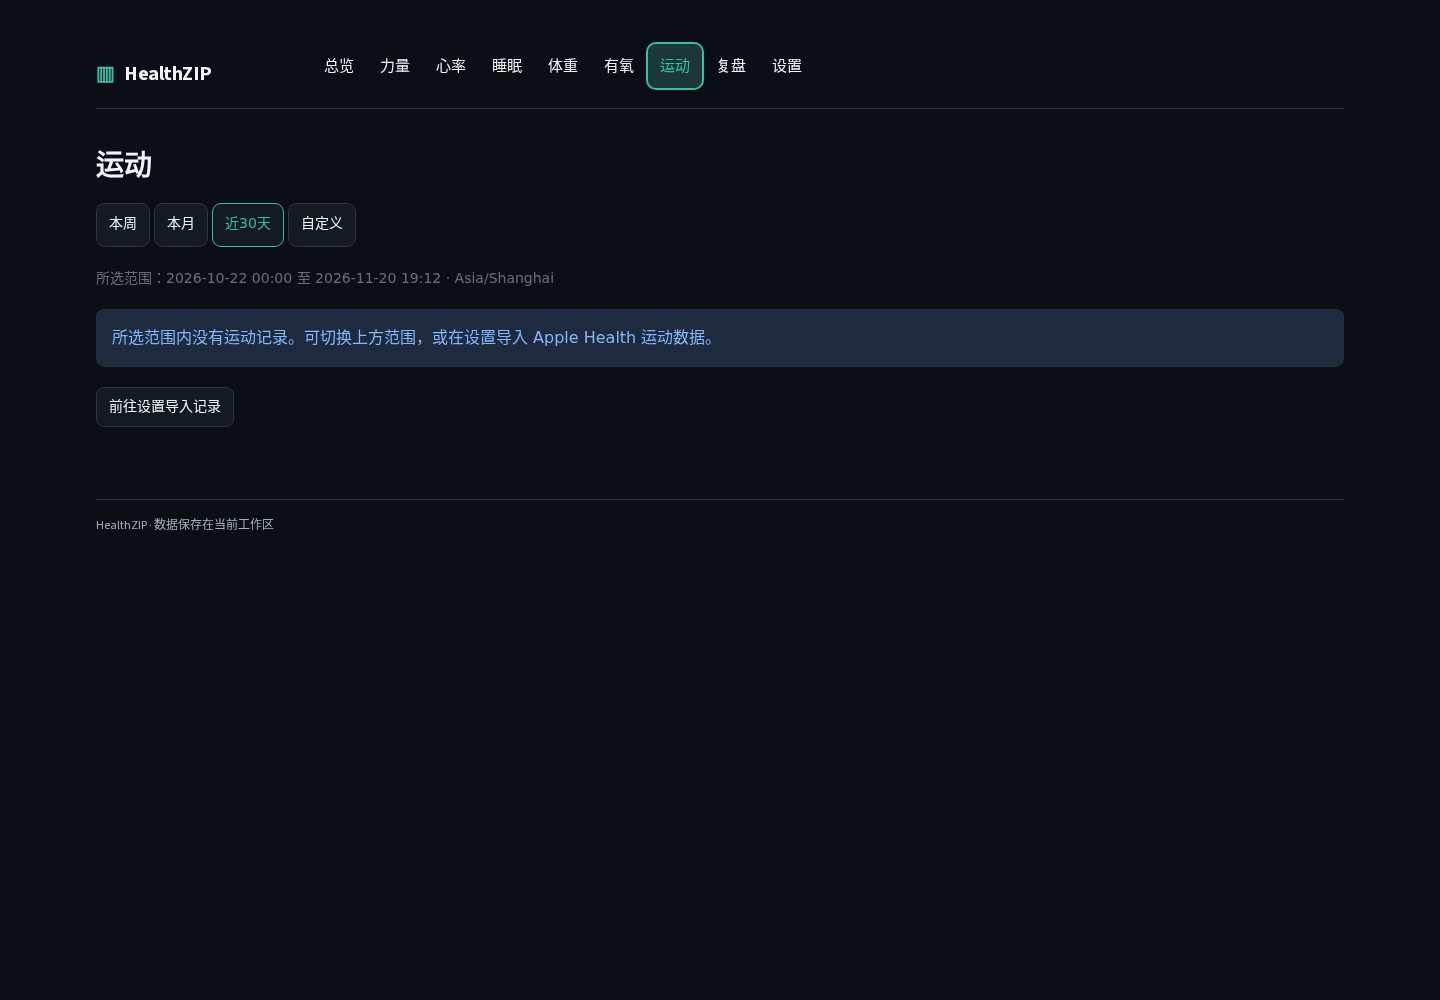 HealthZIP 总览 力量 心率 睡眠 体重 有氧 运动 复盘 设置
运动
本周 本月 近30天 自定义
所选范围：2026-10-22 00:00 至 2026-11-20 19:12 · Asia/Shanghai
所选范围内没有运动记录。可切换上方范围，或在设置导入 Apple Health 运动数据。
前往设置导入记录
HealthZIP · 数据保存在当前工作区